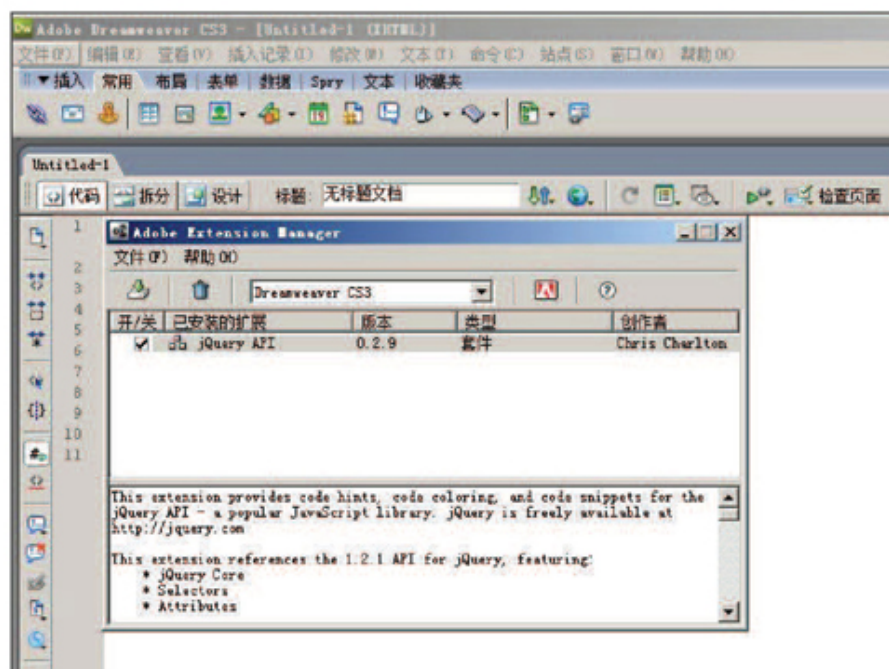 Adobe Dreamweaver CS3 - [Untitled-1 (XHTML)]
文件(F) 编辑(E) 查看(V) 插入记录(I) 修改(M) 文本(T) 命令(C) 站点(S) 窗口(W) 帮助(H)
▼插入 常用 布局 表单 数据 Spry 文本 收藏夹
Untitled-1
代码 拆分 设计 标题: 无标题文档 检查页面
1
2
3
4
5
6
7
8
9
10
11
Adobe Extension Manager
文件(F) 帮助(H)
Dreamweaver CS3
开/关 已安装的扩展 版本 类型 创作者
jQuery API 0.2.9 套件 Chris Charlton
This extension provides code hints, code coloring, and code snippets for the
jQuery API - a popular JavaScript library. jQuery is freely available at
http://jquery.com
This extension references the 1.2.1 API for jQuery, featuring:
* jQuery Core
* Selectors
* Attributes